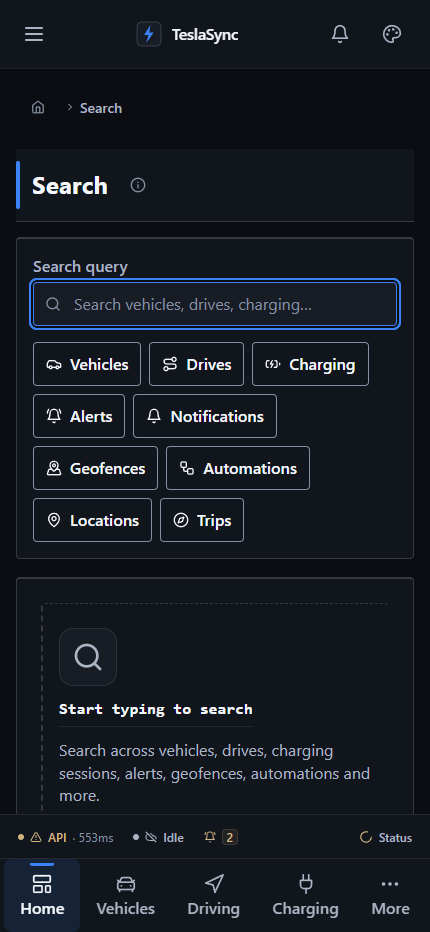 TeslaSync
Search
Search
Search query
Search vehicles, drives, charging...
Vehicles Drives Charging
Alerts Notifications
Geofences Automations
Locations Trips
Start typing to search
Search across vehicles, drives, charging
sessions, alerts, geofences, automations and
more.
API · 553ms Idle 2 Status
Home Vehicles Driving Charging More